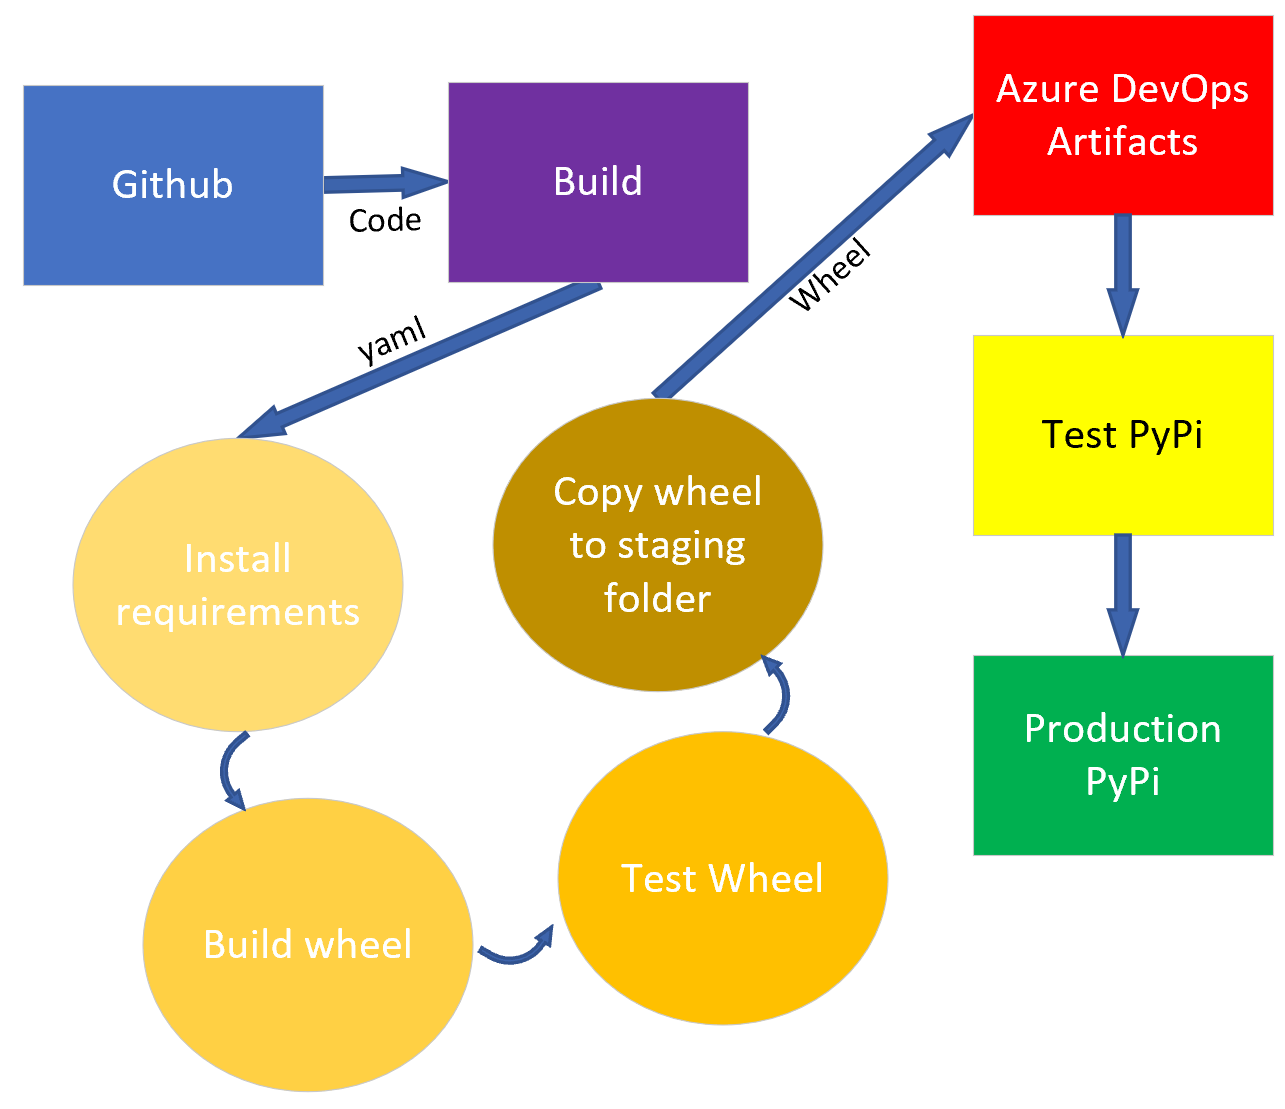 Github
Code
Build
yaml
Install
requirements
Build wheel
Test Wheel
Copy wheel
to staging
folder
Wheel
Azure DevOps
Artifacts
Test PyPi
Production
PyPi